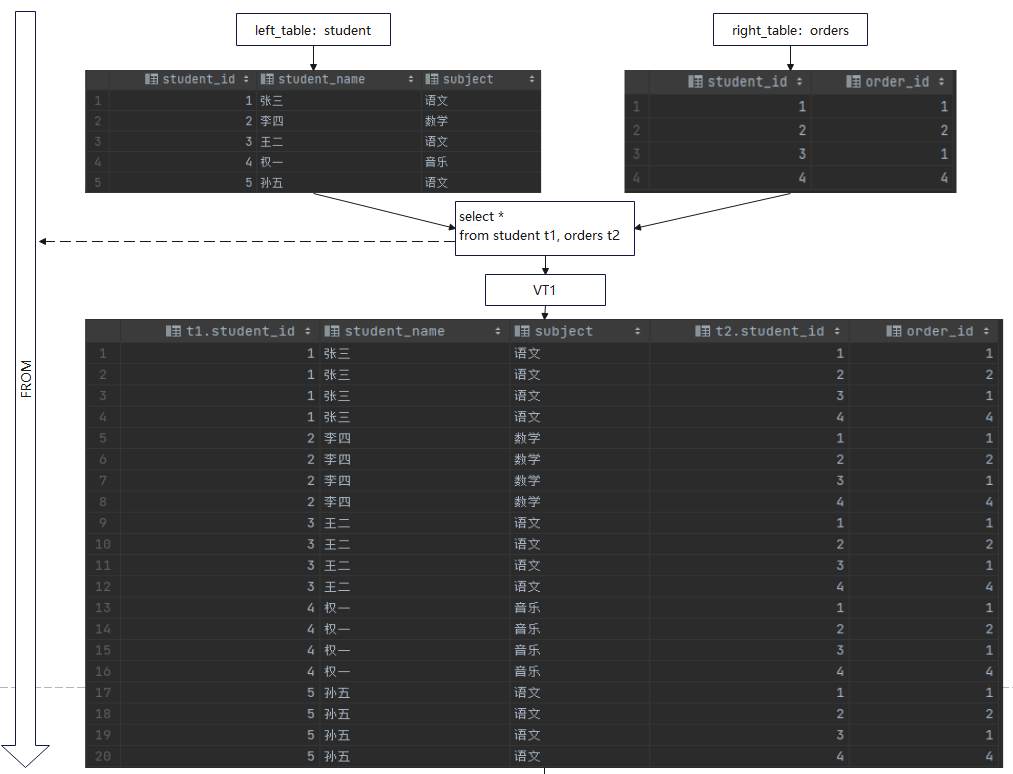 left_table：student
right_table：orders
student_id student_name subject
1 1 张三 语文
2 2 李四 数学
3 3 王二 语文
4 4 权一 音乐
5 5 孙五 语文
student_id order_id
1 1 1
2 2 2
3 3 1
4 4 4
select *
from student t1, orders t2
VT1
FROM
t1.student_id student_name subject t2.student_id order_id
1 1 张三 语文 1 1
2 1 张三 语文 2 2
3 1 张三 语文 3 1
4 1 张三 语文 4 4
5 2 李四 数学 1 1
6 2 李四 数学 2 2
7 2 李四 数学 3 1
8 2 李四 数学 4 4
9 3 王二 语文 1 1
10 3 王二 语文 2 2
11 3 王二 语文 3 1
12 3 王二 语文 4 4
13 4 权一 音乐 1 1
14 4 权一 音乐 2 2
15 4 权一 音乐 3 1
16 4 权一 音乐 4 4
17 5 孙五 语文 1 1
18 5 孙五 语文 2 2
19 5 孙五 语文 3 1
20 5 孙五 语文 4 4